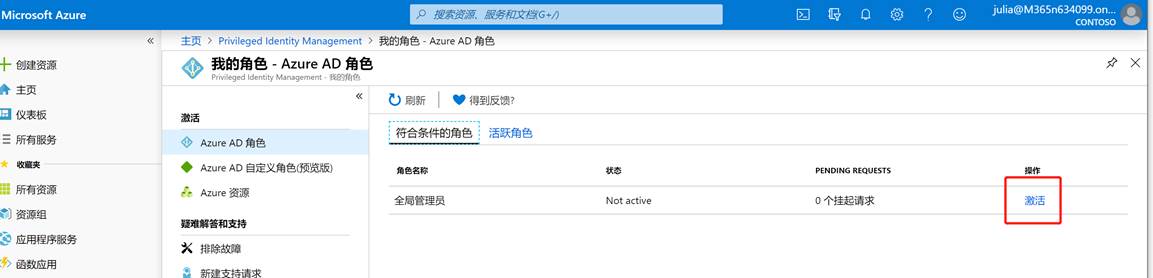 Microsoft Azure
搜索资源、服务和文档(G+/)
julia@M365n634099.on...
CONTOSO
«
创建资源
主页
仪表板
所有服务
收藏夹
所有资源
资源组
应用程序服务
函数应用
主页 > Privileged Identity Management > 我的角色 - Azure AD 角色
我的角色 - Azure AD 角色
Privileged Identity Management - 我的角色
«
激活
Azure AD 角色
Azure AD 自定义角色(预览版)
Azure 资源
疑难解答和支持
排除故障
新建支持请求
刷新 得到反馈?
符合条件的角色 活跃角色
角色名称 状态 PENDING REQUESTS 操作
全局管理员 Not active 0 个挂起请求 激活